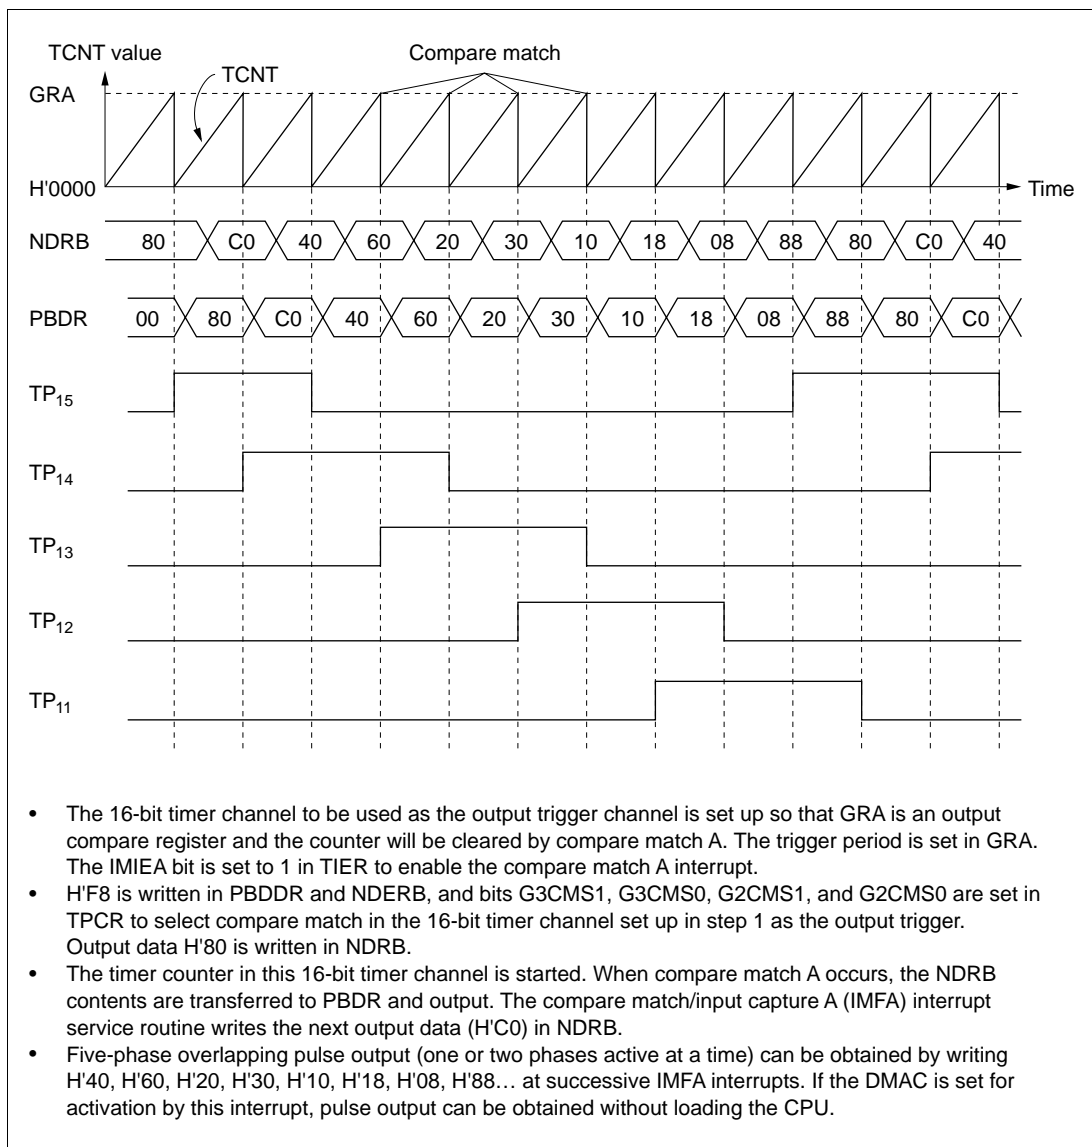 TCNT value
Compare match
TCNT
GRA
H'0000
Time
NDRB 80 C0 40 60 20 30 10 18 08 88 80 C0 40
PBDR 00 80 C0 40 60 20 30 10 18 08 88 80 C0
TP15
TP14
TP13
TP12
TP11
• The 16-bit timer channel to be used as the output trigger channel is set up so that GRA is an output
compare register and the counter will be cleared by compare match A. The trigger period is set in GRA.
The IMIEA bit is set to 1 in TIER to enable the compare match A interrupt.
• H'F8 is written in PBDDR and NDERB, and bits G3CMS1, G3CMS0, G2CMS1, and G2CMS0 are set in
TPCR to select compare match in the 16-bit timer channel set up in step 1 as the output trigger.
Output data H'80 is written in NDRB.
• The timer counter in this 16-bit timer channel is started. When compare match A occurs, the NDRB
contents are transferred to PBDR and output. The compare match/input capture A (IMFA) interrupt
service routine writes the next output data (H'C0) in NDRB.
• Five-phase overlapping pulse output (one or two phases active at a time) can be obtained by writing
H'40, H'60, H'20, H'30, H'10, H'18, H'08, H'88… at successive IMFA interrupts. If the DMAC is set for
activation by this interrupt, pulse output can be obtained without loading the CPU.